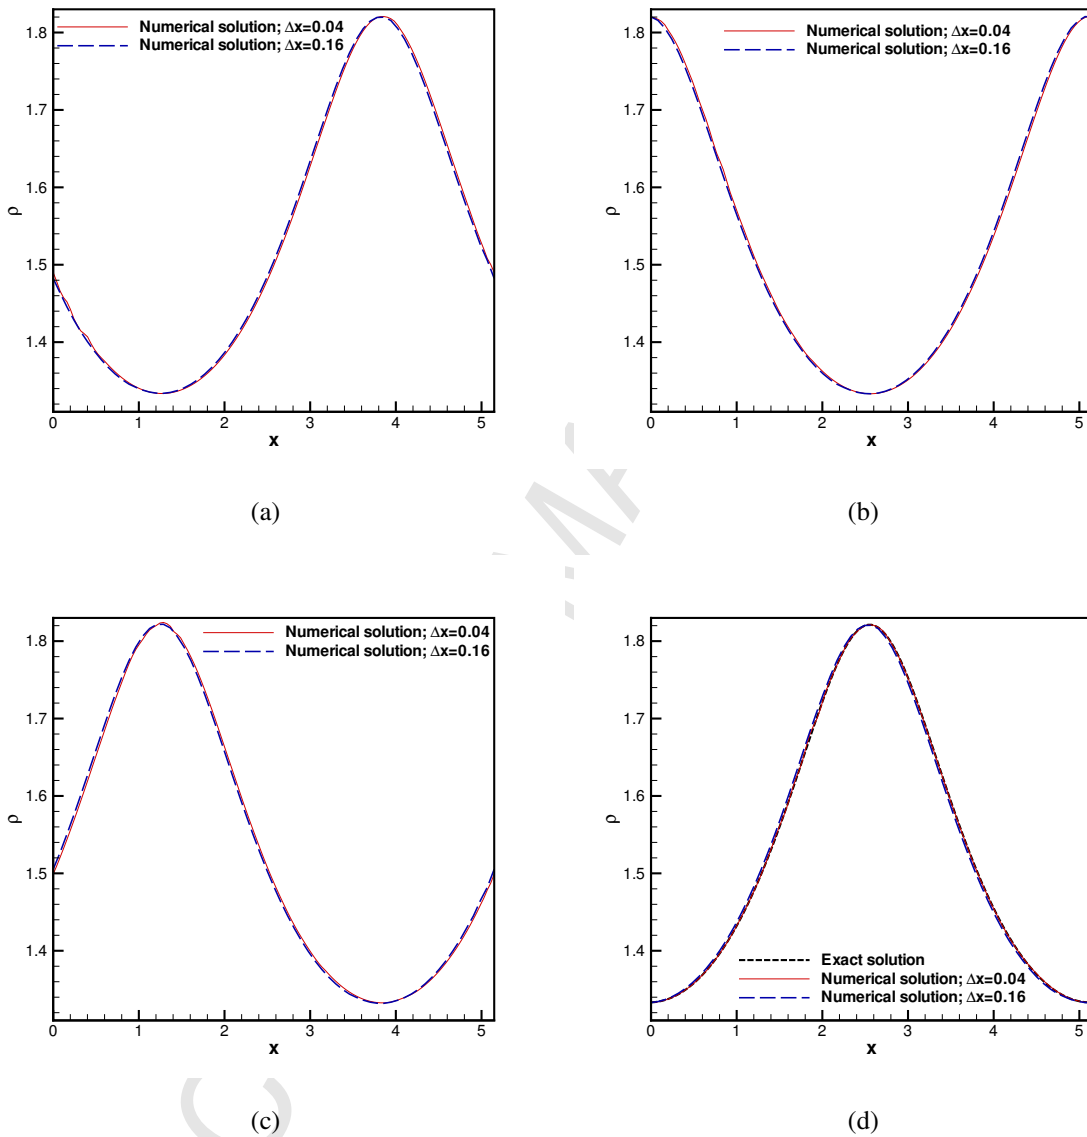 Numerical solution; Δx=0.04
Numerical solution; Δx=0.16
1.8
1.7
1.6
1.5
1.4
ρ
0 1 2 3 4 5
x
(a)
Numerical solution; Δx=0.04
Numerical solution; Δx=0.16
1.8
1.7
1.6
1.5
1.4
ρ
0 1 2 3 4 5
x
(b)
Numerical solution; Δx=0.04
Numerical solution; Δx=0.16
1.8
1.7
1.6
1.5
1.4
ρ
0 1 2 3 4 5
x
(c)
1.8
1.7
1.6
1.5
1.4
ρ
Exact solution
Numerical solution; Δx=0.04
Numerical solution; Δx=0.16
0 1 2 3 4 5
x
(d)